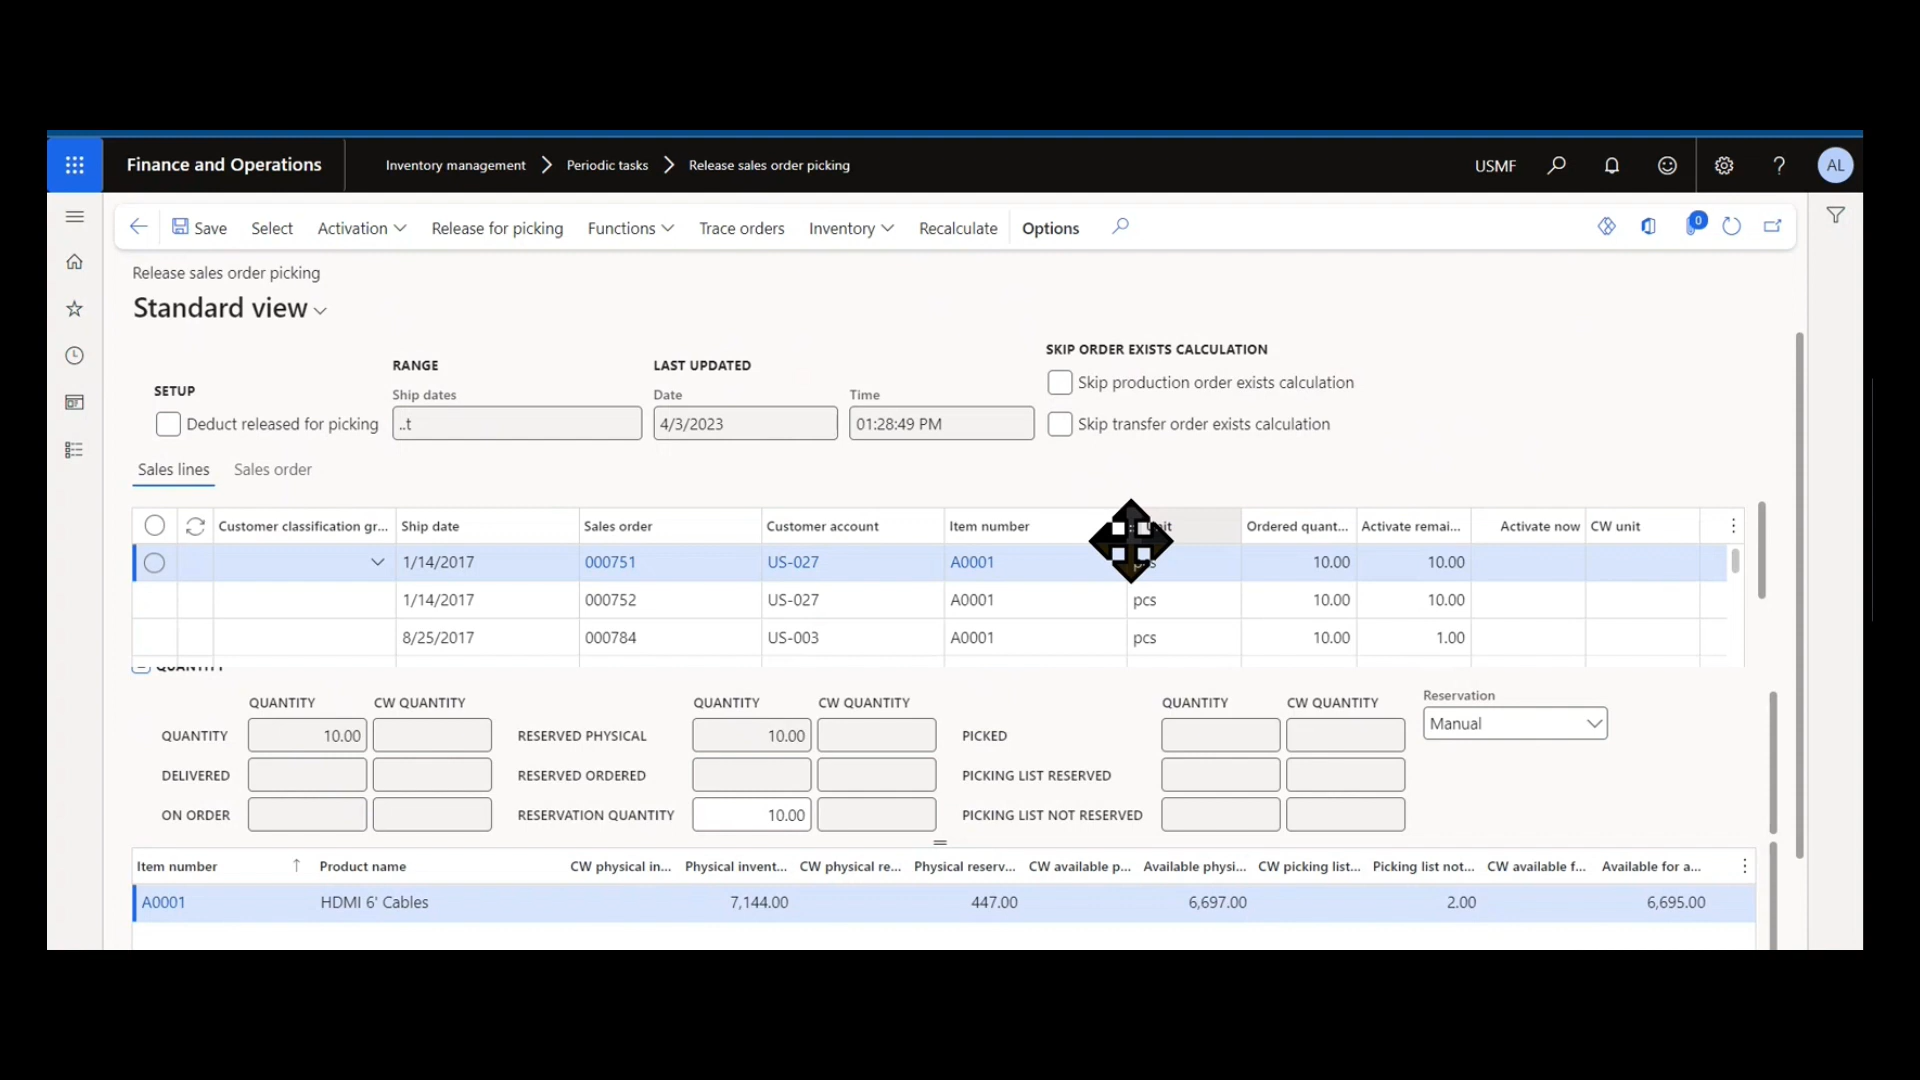 Finance and Operations
Inventory management Periodic tasks Release sales order picking
USMF
? AL
Save Select Activation Release for picking Functions Trace orders Inventory Recalculate Options
0
Release sales order picking
Standard view
SETUP
Deduct released for picking
RANGE
Ship dates
..t
LAST UPDATED
Date Time
4/3/2023 01:28:49 PM
SKIP ORDER EXISTS CALCULATION
Skip production order exists calculation
Skip transfer order exists calculation
Sales lines Sales order
Customer classification gr... Ship date Sales order Customer account Item number Ordered quant... Activate remai... Activate now CW unit
1/14/2017 000751 US-027 A0001 10.00 10.00
1/14/2017 000752 US-027 A0001 pcs 10.00 10.00
8/25/2017 000784 US-003 A0001 pcs 10.00 1.00
QUANTITY
QUANTITY CW QUANTITY QUANTITY CW QUANTITY QUANTITY CW QUANTITY Reservation
QUANTITY 10.00 RESERVED PHYSICAL 10.00 PICKED Manual
DELIVERED RESERVED ORDERED PICKING LIST RESERVED
ON ORDER RESERVATION QUANTITY 10.00 PICKING LIST NOT RESERVED
Item number Product name CW physical in... Physical invent... CW physical re... Physical reserv... CW available p... Available physi... CW picking list... Picking list not... CW available f... Available for a...
A0001 HDMI 6' Cables 7,144.00 447.00 6,697.00 2.00 6,695.00